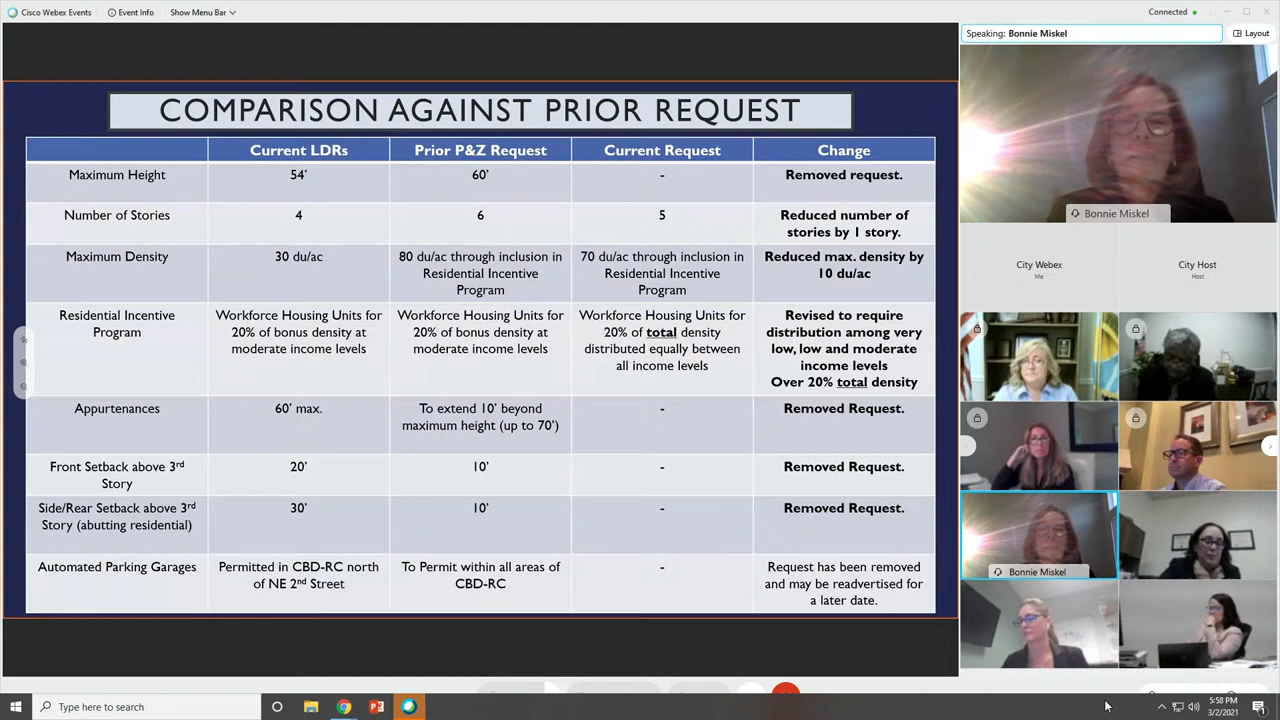 Cisco Webex Events
Event Info
Show Menu Bar
Connected
Speaking: Bonnie Miskel
Layout
COMPARISON AGAINST PRIOR REQUEST
Current LDRs
Prior P&Z Request
Current Request
Change
Maximum Height
54'
60'
-
Removed request.
Number of Stories
4
6
5
Reduced number of
stories by 1 story.
Maximum Density
30 du/ac
80 du/ac through inclusion in
Residential Incentive
Program
70 du/ac through inclusion in
Residential Incentive
Program
Reduced max. density by
10 du/ac
Residential Incentive
Program
Workforce Housing Units for
20% of bonus density at
moderate income levels
Workforce Housing Units for
20% of bonus density at
moderate income levels
Workforce Housing Units for
20% of total density
distributed equally between
all income levels
Revised to require
distribution among very
low, low and moderate
income levels
Over 20% total density
Appurtenances
60' max.
To extend 10' beyond
maximum height (up to 70')
-
Removed Request.
Front Setback above 3rd
Story
20'
10'
-
Removed Request.
Side/Rear Setback above 3rd
Story (abutting residential)
30'
10'
-
Removed Request.
Automated Parking Garages
Permitted in CBD-RC north
of NE 2nd Street
To Permit within all areas of
CBD-RC
-
Request has been removed
and may be readvertised for
a later date.
Bonnie Miskel
City Webex
Me
City Host
Host
Bonnie Miskel
Type here to search
5:58 PM
3/2/2021
1